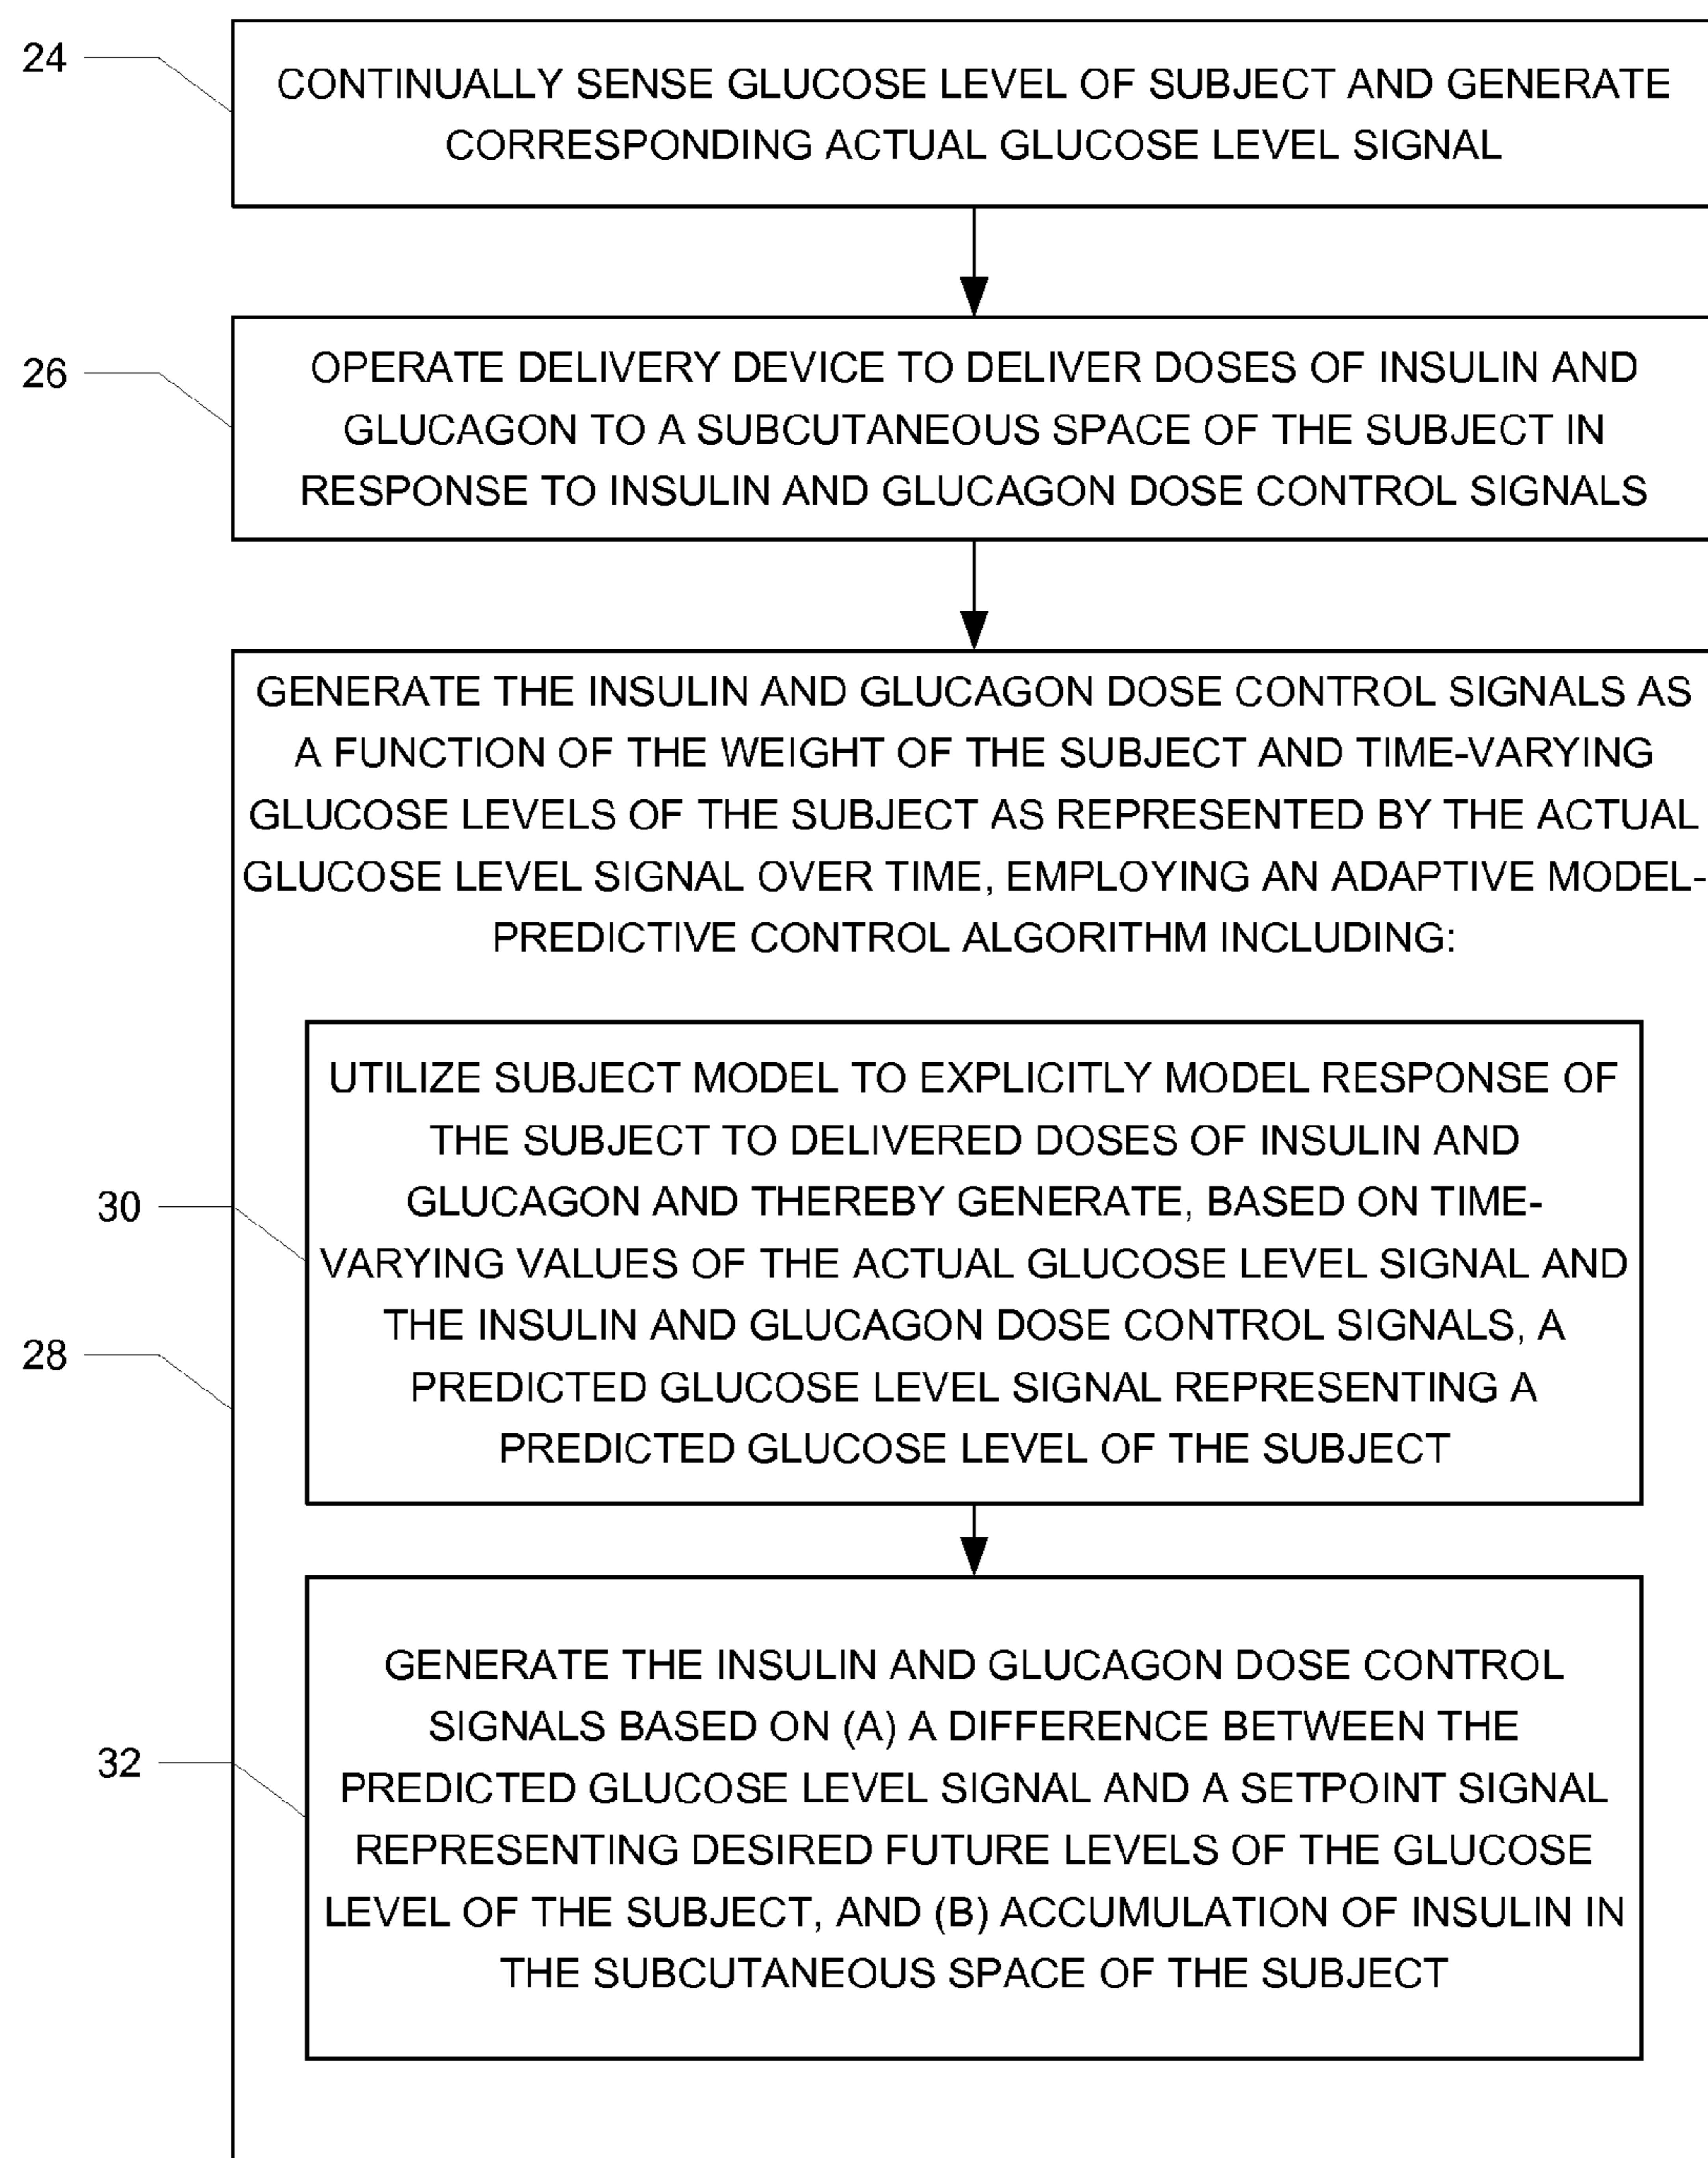 24
CONTINUALLY SENSE GLUCOSE LEVEL OF SUBJECT AND GENERATE
CORRESPONDING ACTUAL GLUCOSE LEVEL SIGNAL
26
OPERATE DELIVERY DEVICE TO DELIVER DOSES OF INSULIN AND
GLUCAGON TO A SUBCUTANEOUS SPACE OF THE SUBJECT IN
RESPONSE TO INSULIN AND GLUCAGON DOSE CONTROL SIGNALS
28
GENERATE THE INSULIN AND GLUCAGON DOSE CONTROL SIGNALS AS
A FUNCTION OF THE WEIGHT OF THE SUBJECT AND TIME-VARYING
GLUCOSE LEVELS OF THE SUBJECT AS REPRESENTED BY THE ACTUAL
GLUCOSE LEVEL SIGNAL OVER TIME, EMPLOYING AN ADAPTIVE MODEL-
PREDICTIVE CONTROL ALGORITHM INCLUDING:
30
UTILIZE SUBJECT MODEL TO EXPLICITLY MODEL RESPONSE OF
THE SUBJECT TO DELIVERED DOSES OF INSULIN AND
GLUCAGON AND THEREBY GENERATE, BASED ON TIME-
VARYING VALUES OF THE ACTUAL GLUCOSE LEVEL SIGNAL AND
THE INSULIN AND GLUCAGON DOSE CONTROL SIGNALS, A
PREDICTED GLUCOSE LEVEL SIGNAL REPRESENTING A
PREDICTED GLUCOSE LEVEL OF THE SUBJECT
32
GENERATE THE INSULIN AND GLUCAGON DOSE CONTROL
SIGNALS BASED ON (A) A DIFFERENCE BETWEEN THE
PREDICTED GLUCOSE LEVEL SIGNAL AND A SETPOINT SIGNAL
REPRESENTING DESIRED FUTURE LEVELS OF THE GLUCOSE
LEVEL OF THE SUBJECT, AND (B) ACCUMULATION OF INSULIN IN
THE SUBCUTANEOUS SPACE OF THE SUBJECT